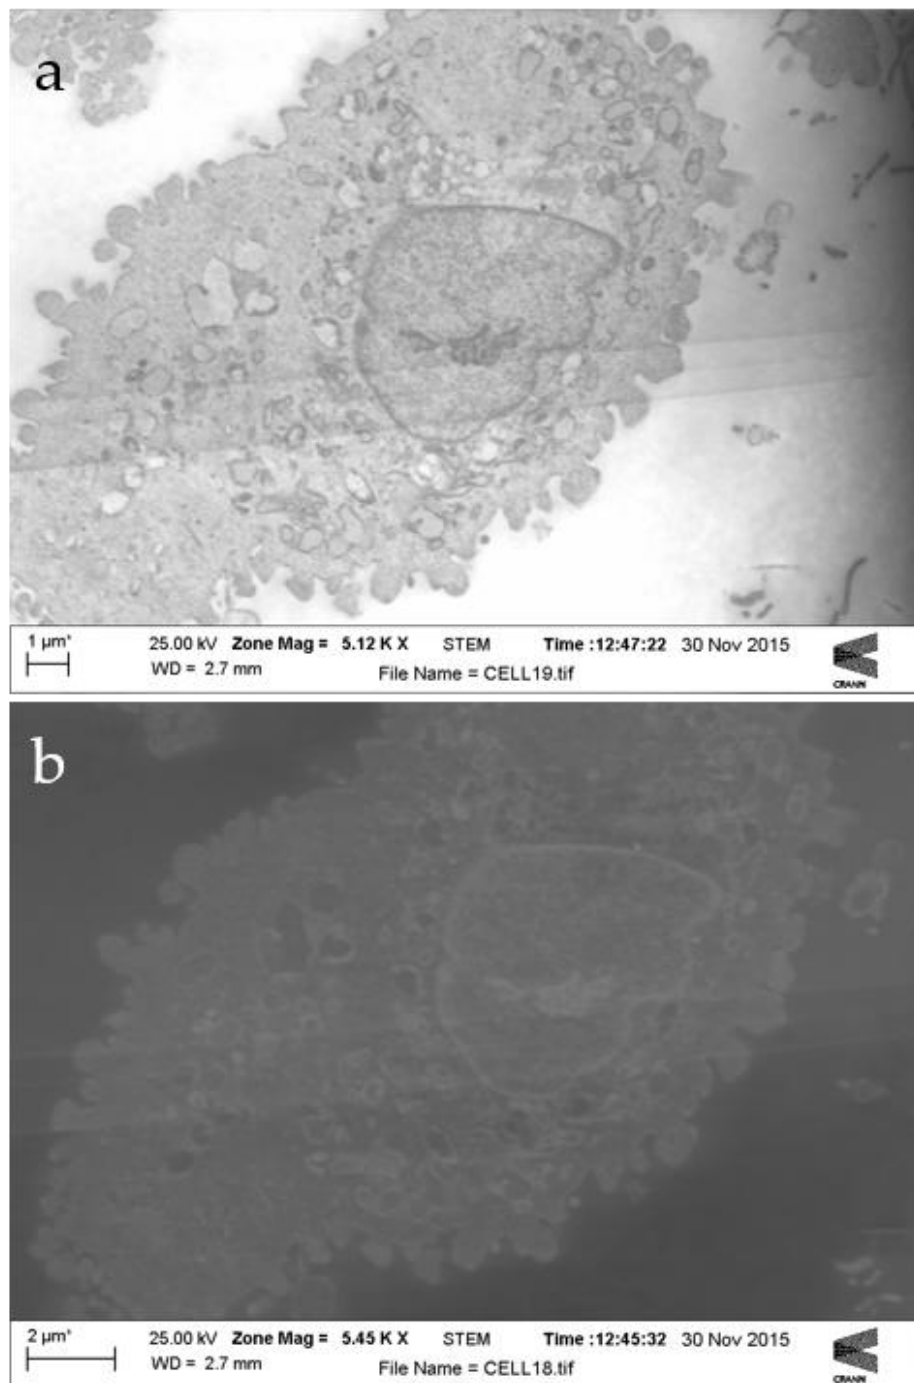 a
1 µm* 25.00 kV Zone Mag = 5.12 K X STEM Time :12:47:22 30 Nov 2015
WD = 2.7 mm File Name = CELL19.tif
CRANN
b
2 µm* 25.00 kV Zone Mag = 5.45 K X STEM Time :12:45:32 30 Nov 2015
WD = 2.7 mm File Name = CELL18.tif
CRANN